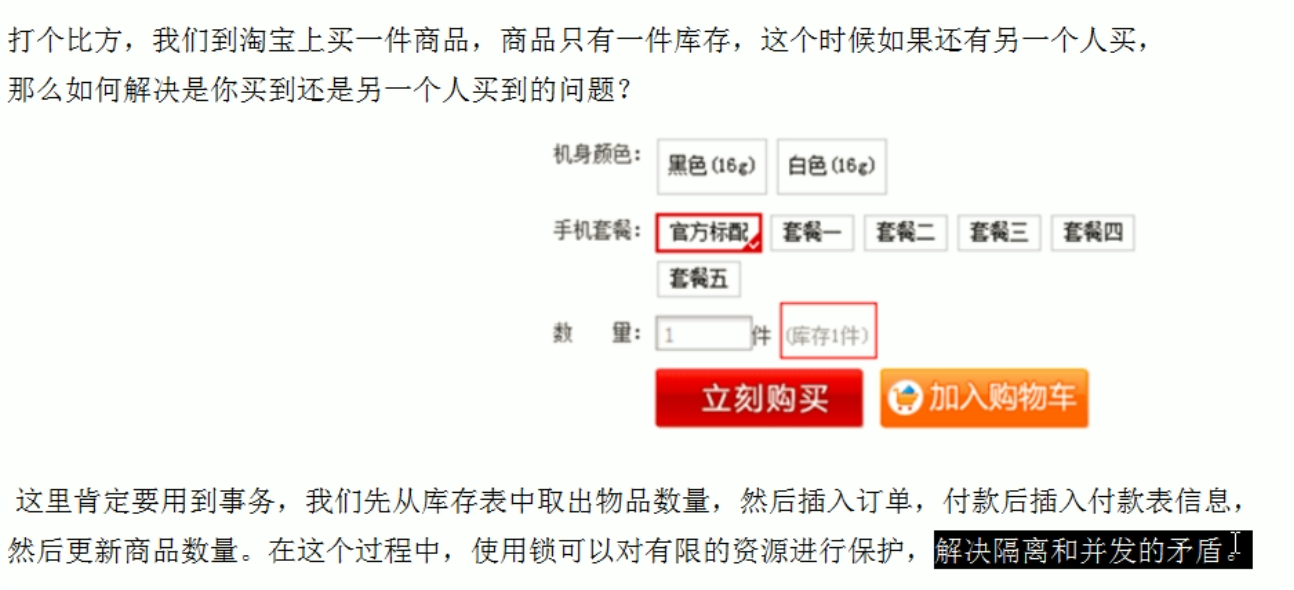 打个比方，我们到淘宝上买一件商品，商品只有一件库存，这个时候如果还有另一个人买，
那么如何解决是你买到还是另一个人买到的问题？
机身颜色： 黑色(16g) 白色(16g)
手机套餐： 官方标配 套餐一 套餐二 套餐三 套餐四
套餐五
数 量： 1 件 (库存1件)
立刻购买 加入购物车
这里肯定要用到事务，我们先从库存表中取出物品数量，然后插入订单，付款后插入付款表信息，
然后更新商品数量。在这个过程中，使用锁可以对有限的资源进行保护，解决隔离和并发的矛盾。